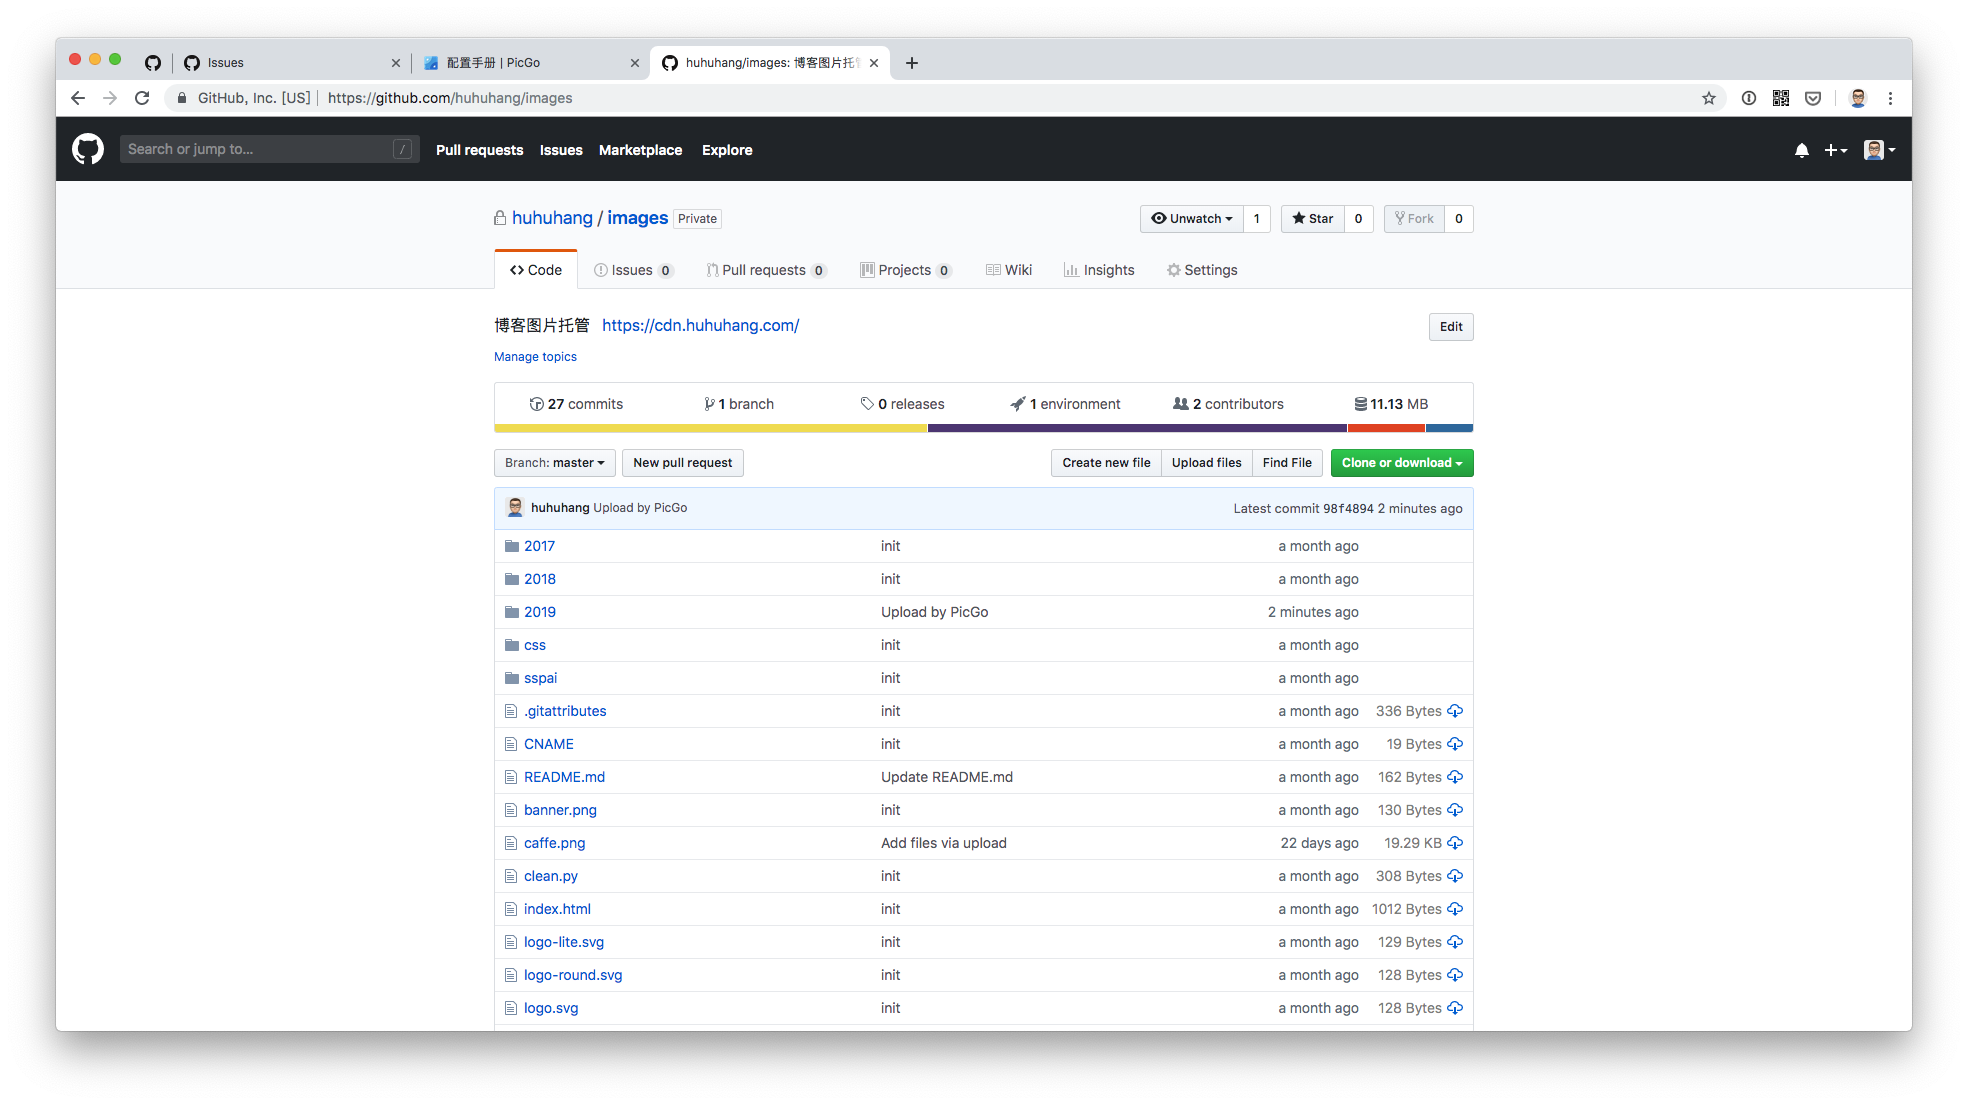 Issues
配置手册 | PicGo
huhuhang/images: 博客图片托管
GitHub, Inc. [US] | https://github.com/huhuhang/images
Search or jump to... / Pull requests Issues Marketplace Explore
huhuhang / images Private Unwatch 1 Star 0 Fork 0
Code Issues 0 Pull requests 0 Projects 0 Wiki Insights Settings
博客图片托管 https://cdn.huhuhang.com/ Edit
Manage topics
27 commits 1 branch 0 releases 1 environment 2 contributors 11.13 MB
Branch: master New pull request Create new file Upload files Find File Clone or download
huhuhang Upload by PicGo Latest commit 98f4894 2 minutes ago
2017 init a month ago
2018 init a month ago
2019 Upload by PicGo 2 minutes ago
css init a month ago
sspai init a month ago
.gitattributes init a month ago 336 Bytes
CNAME init a month ago 19 Bytes
README.md Update README.md a month ago 162 Bytes
banner.png init a month ago 130 Bytes
caffe.png Add files via upload 22 days ago 19.29 KB
clean.py init a month ago 308 Bytes
index.html init a month ago 1012 Bytes
logo-lite.svg init a month ago 129 Bytes
logo-round.svg init a month ago 128 Bytes
logo.svg init a month ago 128 Bytes